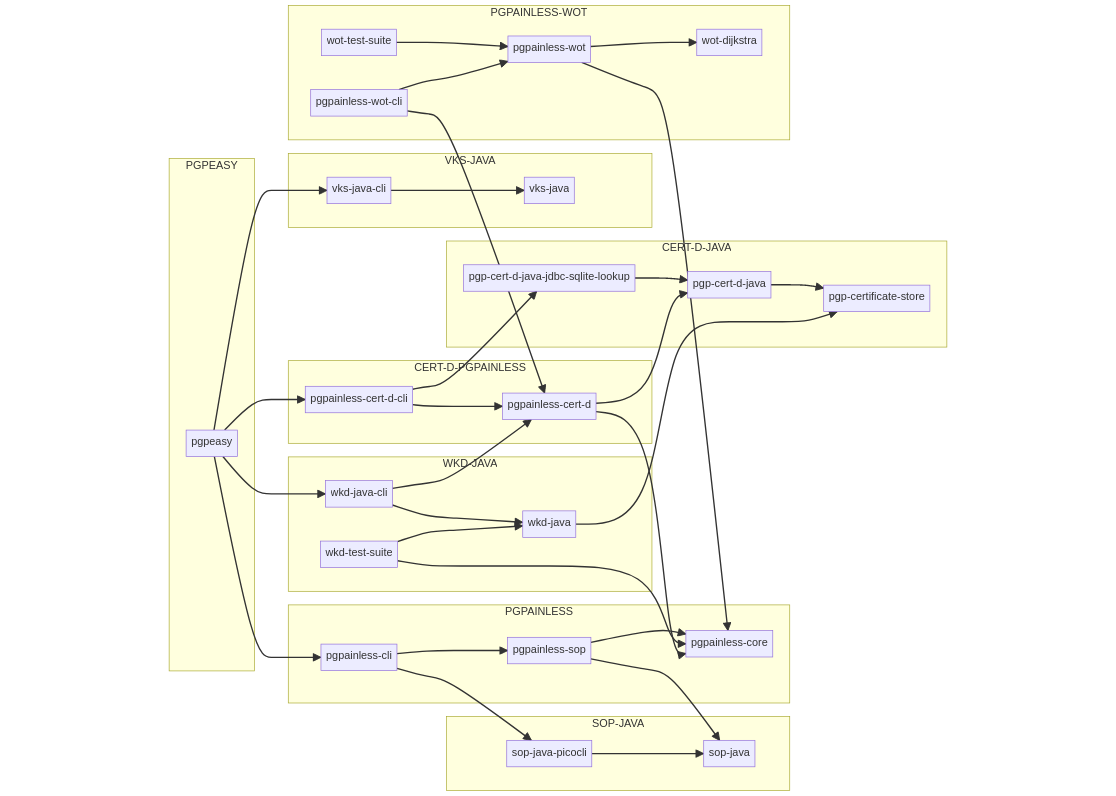 PGPAINLESS-WOT
wot-test-suite
pgpainless-wot
wot-dijkstra
pgpainless-wot-cli
PGPEASY
pgpeasy
VKS-JAVA
vks-java-cli
vks-java
CERT-D-JAVA
pgp-cert-d-java-jdbc-sqlite-lookup
pgp-cert-d-java
pgp-certificate-store
CERT-D-PGPAINLESS
pgpainless-cert-d-cli
pgpainless-cert-d
WKD-JAVA
wkd-java-cli
wkd-java
wkd-test-suite
PGPAINLESS
pgpainless-cli
pgpainless-sop
pgpainless-core
SOP-JAVA
sop-java-picocli
sop-java